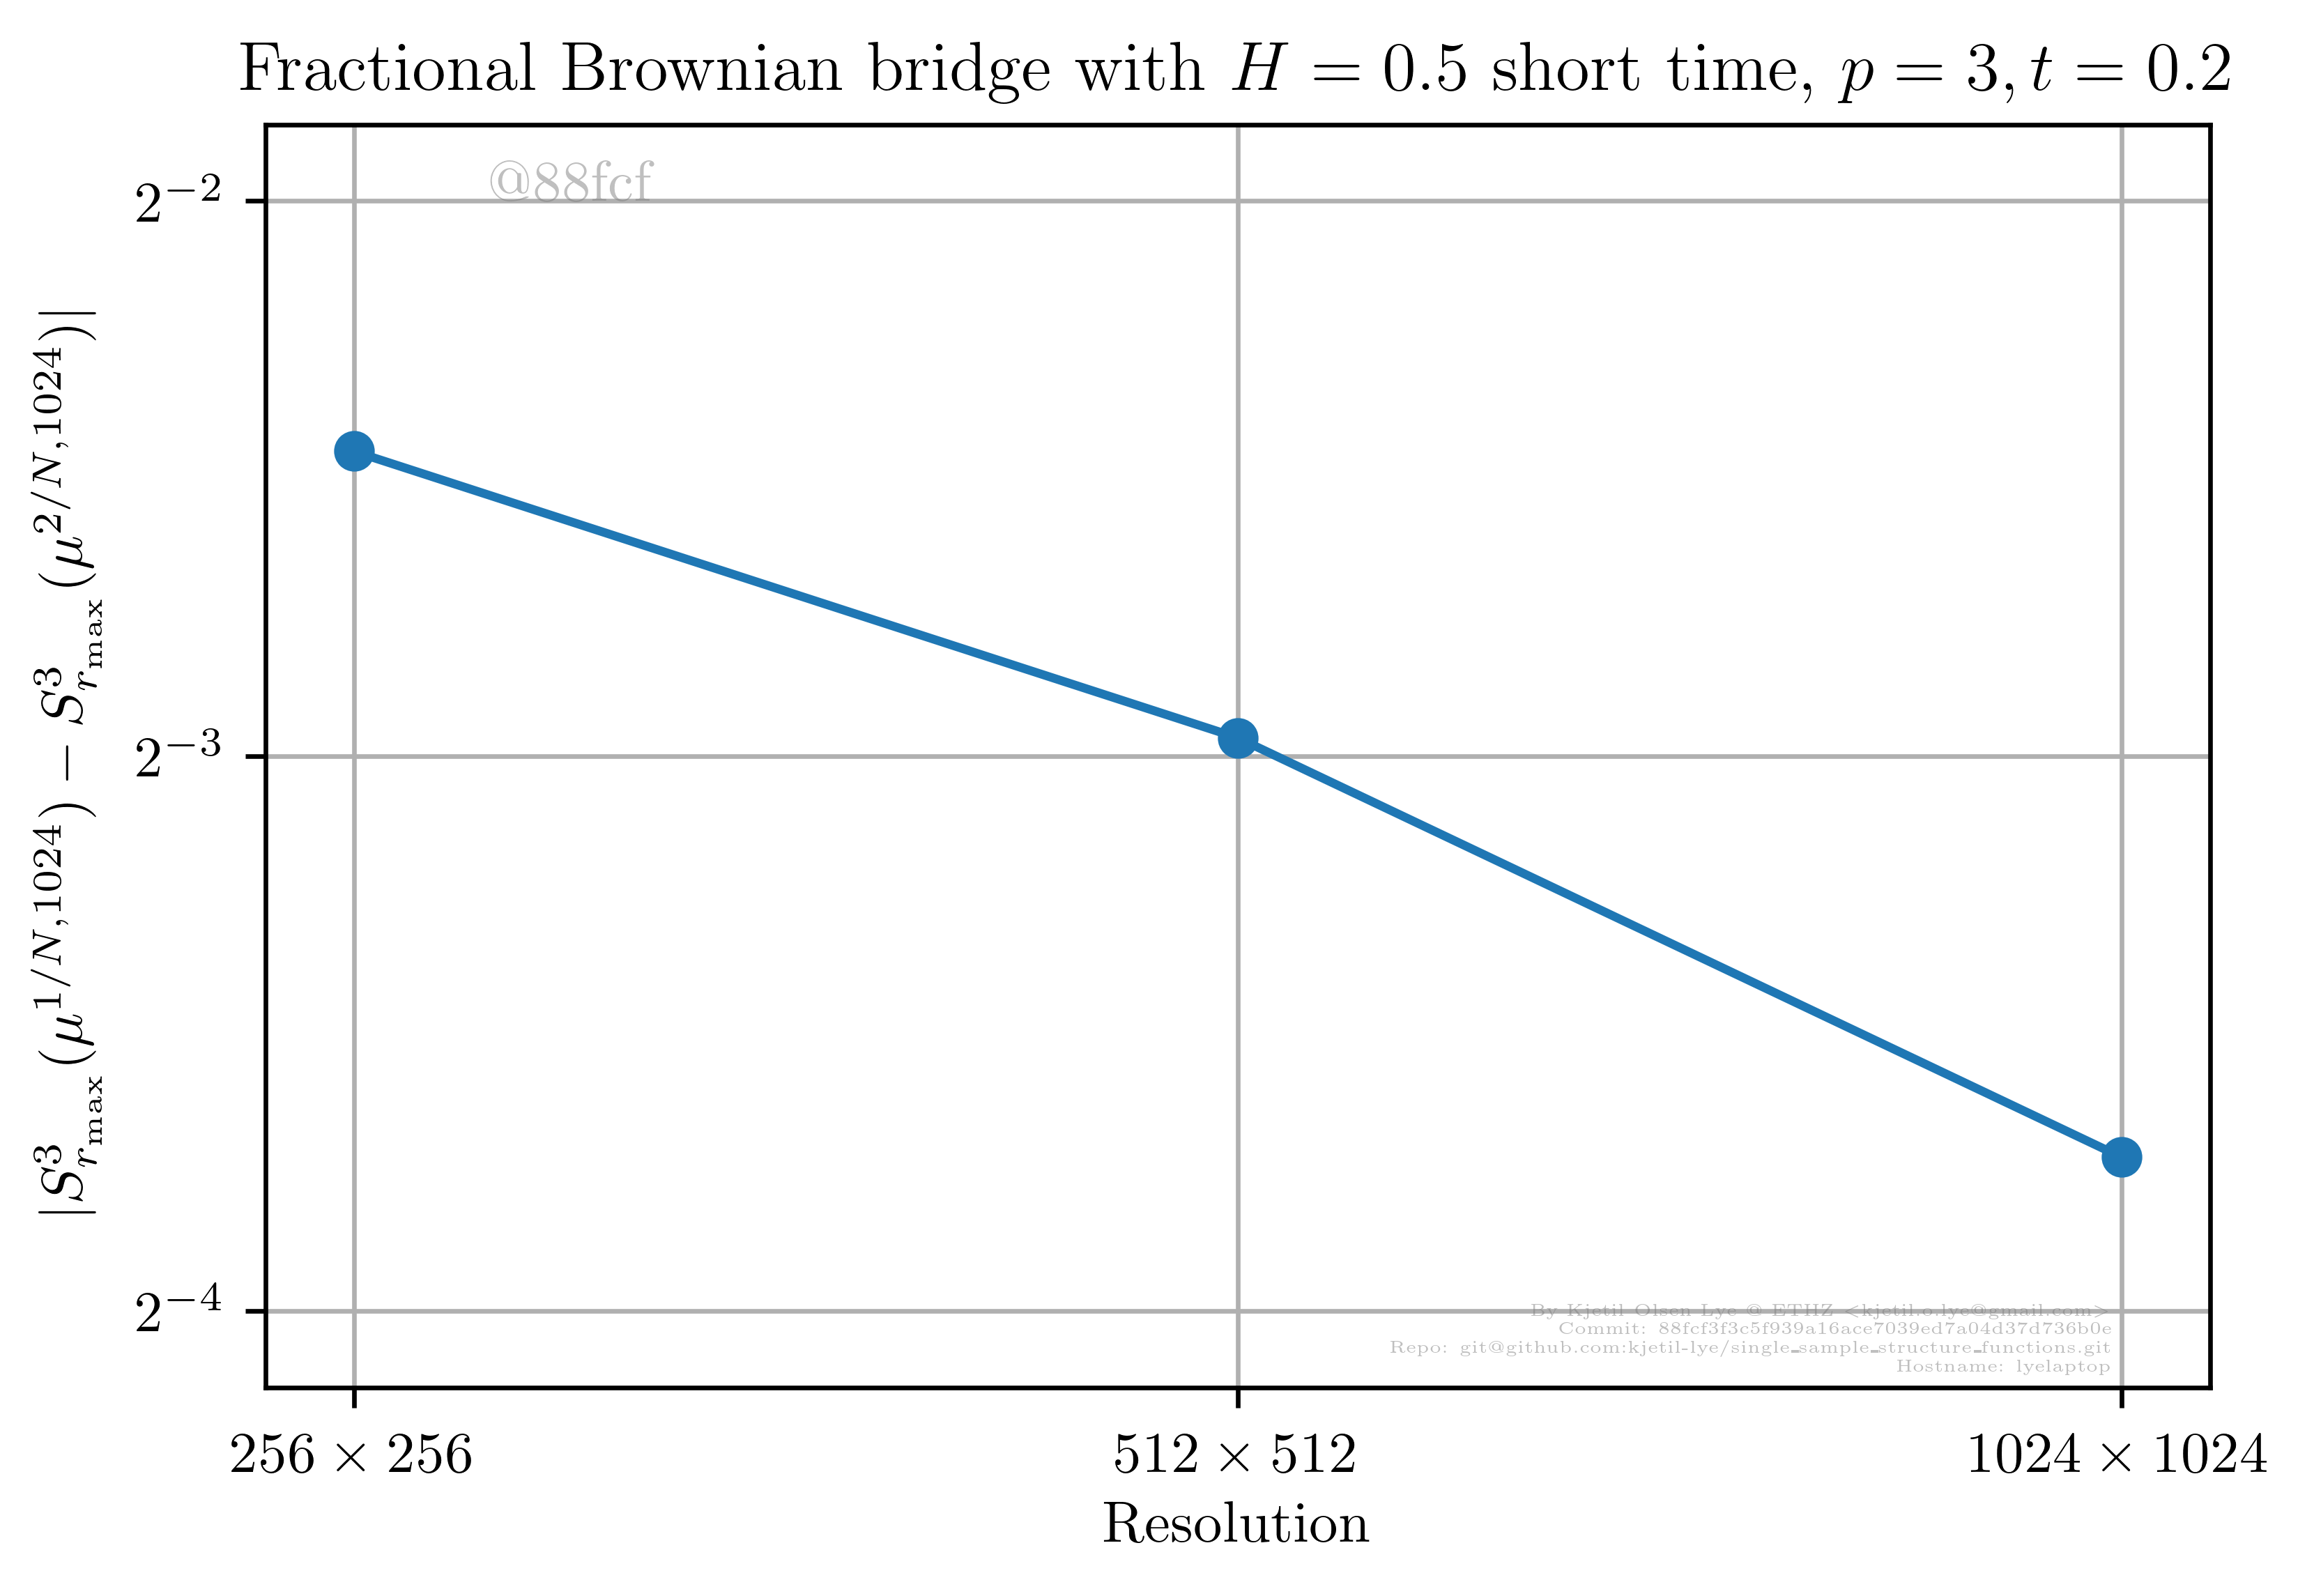 Fractional Brownian bridge with H = 0.5 short time, p = 3, t = 0.2
@88fcf
|S³_{r_max}(μ^{1/N,1024}) − S³_{r_max}(μ^{2/N,1024})|
2⁻²
2⁻³
2⁻⁴
By Kjetil Olsen Lye @ ETHZ <kjetil.o.lye@gmail.com>
Commit: 88fcf3f3c5f939a16ace7039ed7a04d37d736b0e
Repo: git@github.com:kjetil-lye/single_sample_structure_functions.git
Hostname: lyelaptop
256 × 256
512 × 512
1024 × 1024
Resolution